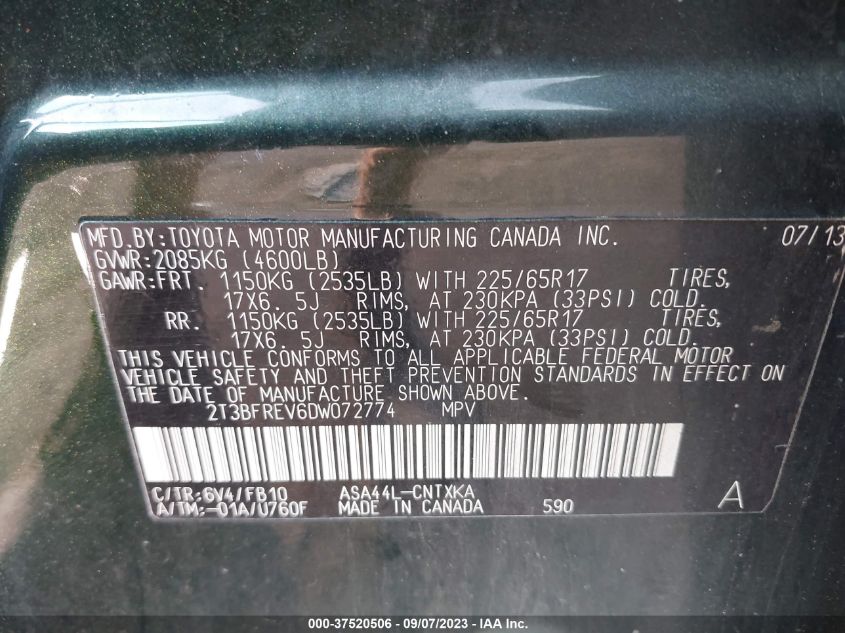 MFD.BY:TOYOTA MOTOR MANUFACTURING CANADA INC. 07/13
GVWR:2085KG (4600LB)
GAWR:FRT. 1150KG (2535LB) WITH 225/65R17 TIRES,
17X6. 5J RIMS, AT 230KPA (33PSI) COLD.
RR. 1150KG (2535LB) WITH 225/65R17 TIRES,
17X6. 5J RIMS, AT 230KPA (33PSI) COLD.
THIS VEHICLE CONFORMS TO ALL APPLICABLE FEDERAL MOTOR
VEHICLE SAFETY AND THEFT PREVENTION STANDARDS IN EFFECT ON
THE DATE OF MANUFACTURE SHOWN ABOVE.
2T3BFREV6DW072774 MPV
C/TR:6V4/FB10 ASA44L-CNTXKA
A/TM:-01A/U760F MADE IN CANADA 590 A
000-37520506 - 09/07/2023 - IAA Inc.